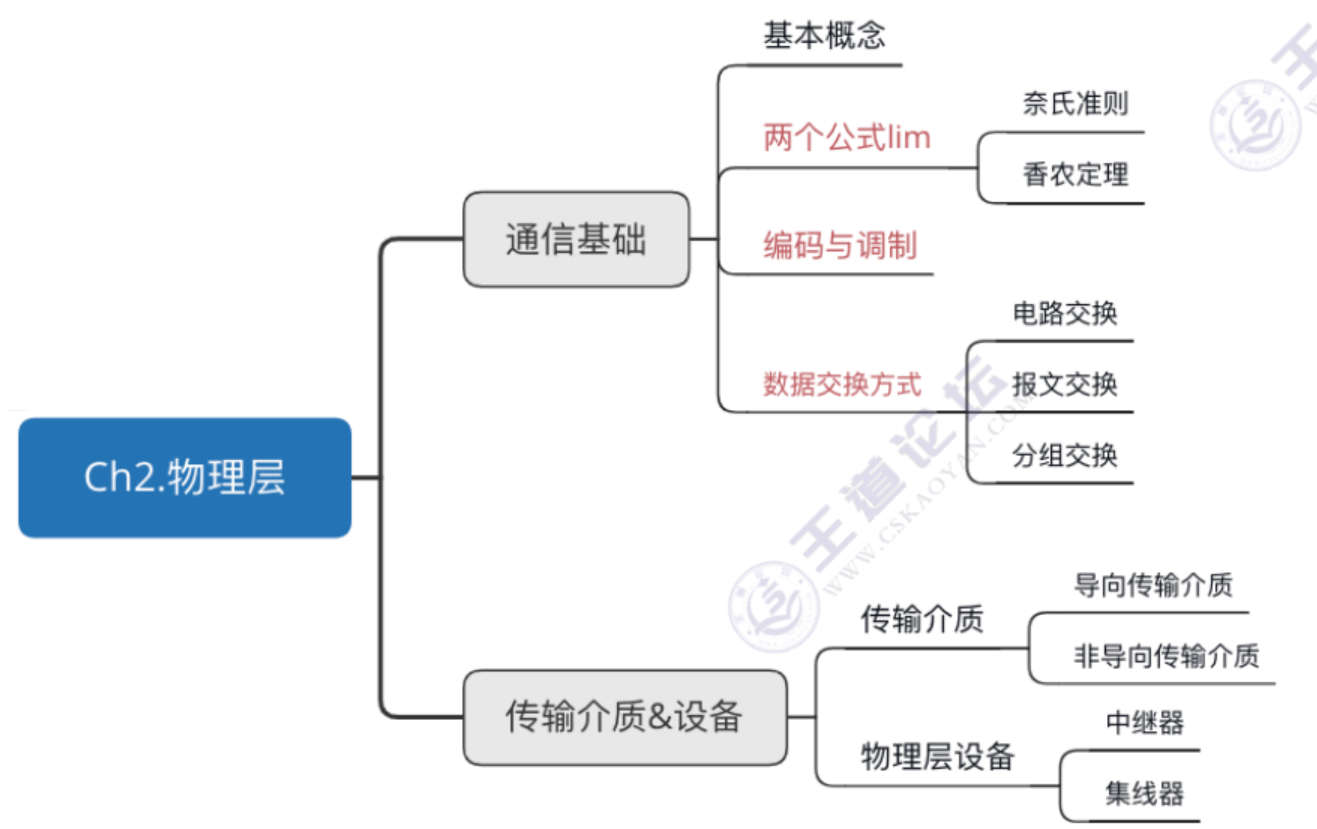 基本概念
奈氏准则
两个公式lim
香农定理
通信基础
编码与调制
电路交换
数据交换方式
报文交换
分组交换
Ch2.物理层
王道论坛
WWW.CSKAOYAN.COM
导向传输介质
传输介质
非导向传输介质
传输介质&设备
中继器
物理层设备
集线器
王